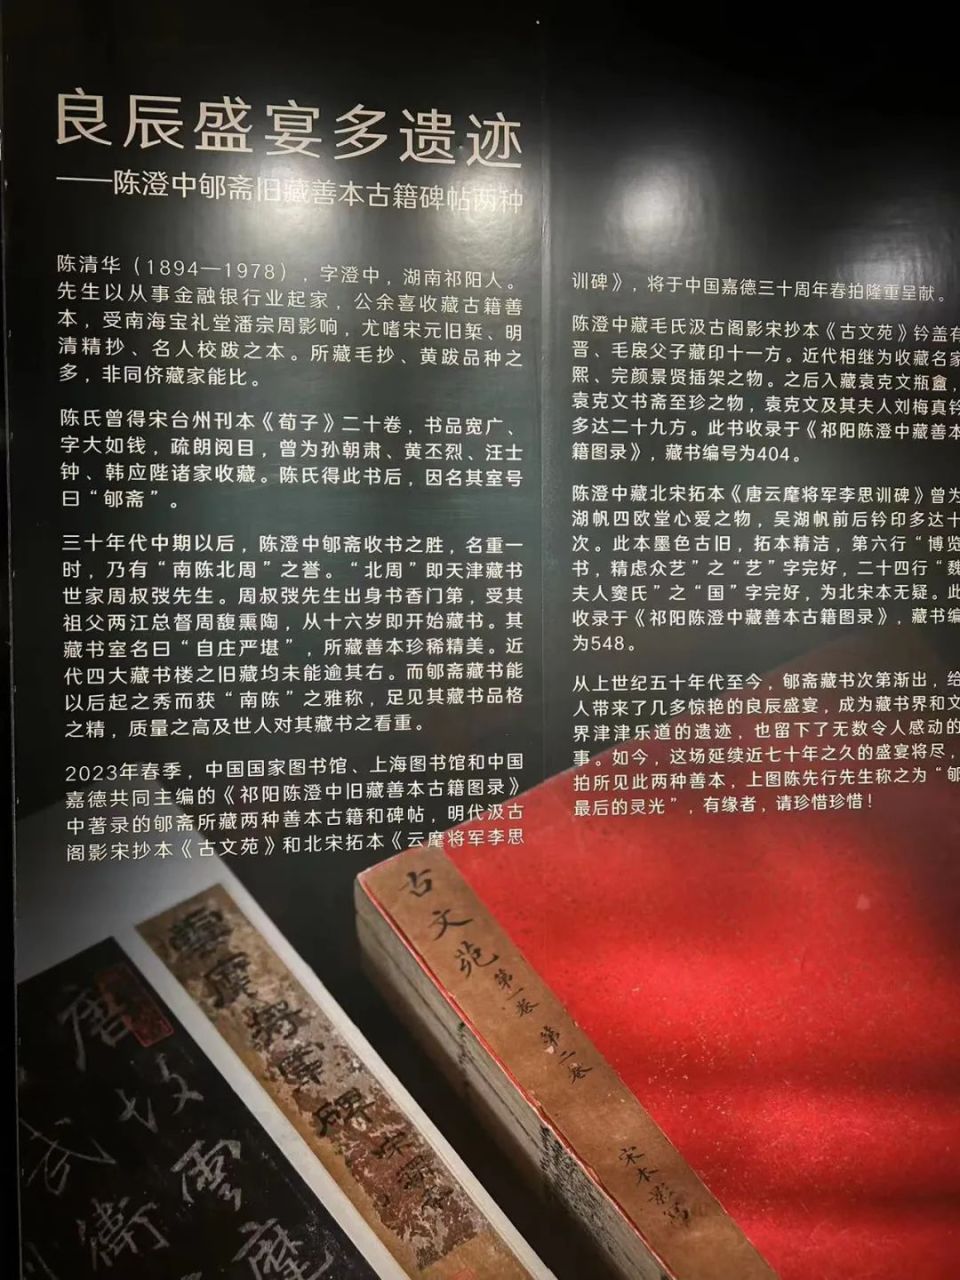 良辰盛宴多遗迹
——陈澄中郇斋旧藏善本古籍碑帖两种
陈清华（1894—1978），字澄中，湖南祁阳人。
先生以从事金融银行业起家，公余喜收藏古籍善
本，受南海宝礼堂潘宗周影响，尤嗜宋元旧椠、明
清精抄、名人校跋之本。所藏毛抄、黄跋品种之
多，非同侪藏家能比。
陈氏曾得宋台州刊本《荀子》二十卷，书品宽广、
字大如钱，疏朗阅目，曾为孙朝肃、黄丕烈、汪士
钟、韩应陛诸家收藏。陈氏得此书后，因名其室号
曰“郇斋”。
三十年代中期以后，陈澄中郇斋收书之胜，名重一
时，乃有“南陈北周”之誉。“北周”即天津藏书
世家周叔弢先生。周叔弢先生出身书香门第，受其
祖父两江总督周馥熏陶，从十六岁即开始藏书。其
藏书室名曰“自庄严堪”，所藏善本珍稀精美。近
代四大藏书楼之旧藏均未能逾其右。而郇斋藏书能
以后起之秀而获“南陈”之雅称，足见其藏书品格
之精，质量之高及世人对其藏书之看重。
2023年春季，中国国家图书馆、上海图书馆和中国
嘉德共同主编的《祁阳陈澄中旧藏善本古籍图录》
中著录的郇斋所藏两种善本古籍和碑帖，明代汲古
阁影宋抄本《古文苑》和北宋拓本《云麾将军李思
训碑》，将于中国嘉德三十周年春拍隆重呈献。
陈澄中藏毛氏汲古阁影宋抄本《古文苑》钤盖有
晋、毛扆父子藏印十一方。近代相继为收藏名家
熙、完颜景贤插架之物。之后入藏袁克文瓶盦，
袁克文书斋至珍之物，袁克文及其夫人刘梅真钤
多达二十九方。此书收录于《祁阳陈澄中藏善本
籍图录》，藏书编号为404。
陈澄中藏北宋拓本《唐云麾将军李思训碑》曾为
湖帆四欧堂心爱之物，吴湖帆前后钤印多达十
次。此本墨色古旧，拓本精洁，第六行“博览
书，精虑众艺”之“艺”字完好，二十四行“魏
夫人窦氏”之“国”字完好，为北宋本无疑。此
收录于《祁阳陈澄中藏善本古籍图录》，藏书编
为548。
从上世纪五十年代至今，郇斋藏书次第渐出，给
人带来了几多惊艳的良辰盛宴，成为藏书界和文
界津津乐道的遗迹，也留下了无数令人感动的
事。如今，这场延续近七十年之久的盛宴将尽，
拍所见此两种善本，上图陈先行先生称之为“郇
最后的灵光”，有缘者，请珍惜珍惜！
古文苑 第一卷 第二卷 宋本影写
云麾将军碑
唐故
武
云麾
卫